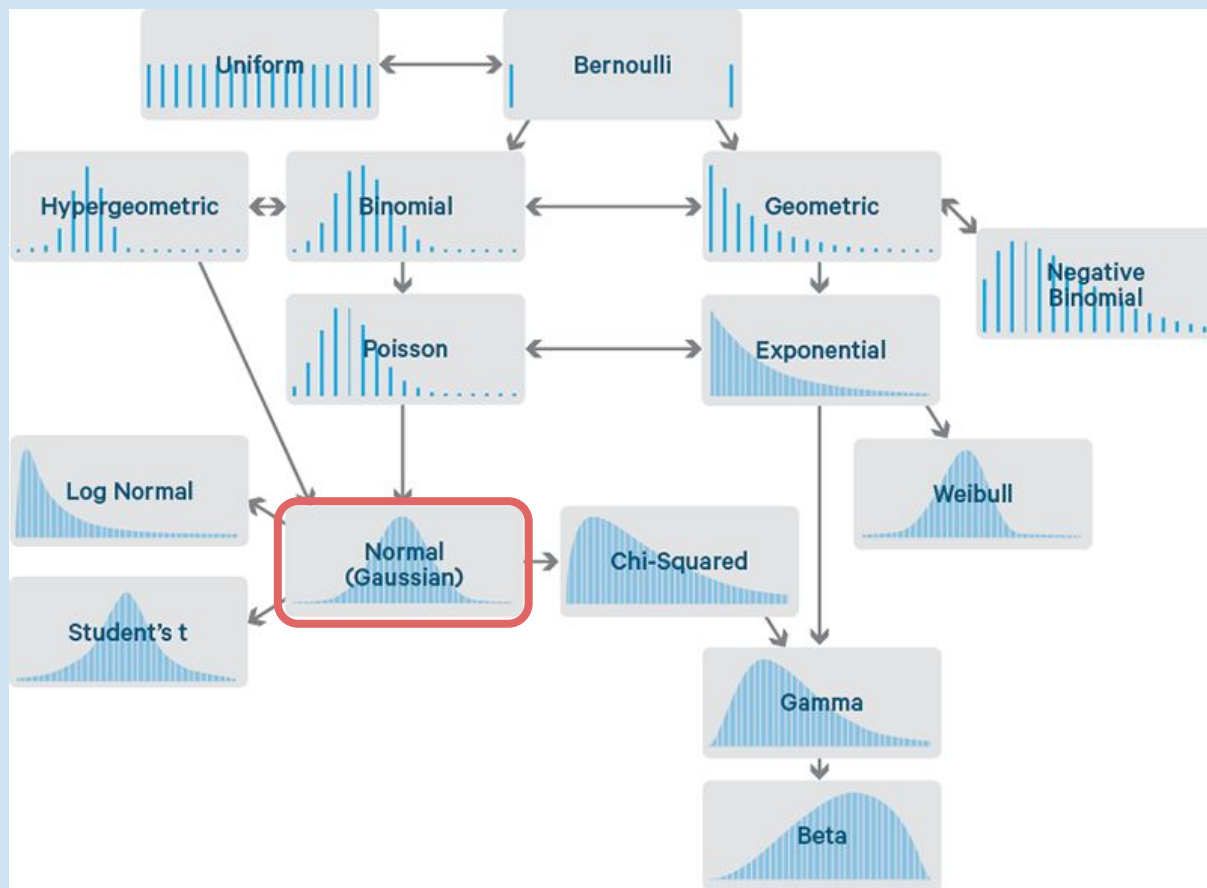 Uniform
Bernoulli
Hypergeometric
Binomial
Geometric
Negative
Binomial
Poisson
Exponential
Log Normal
Weibull
Normal
(Gaussian)
Chi-Squared
Student's t
Gamma
Beta